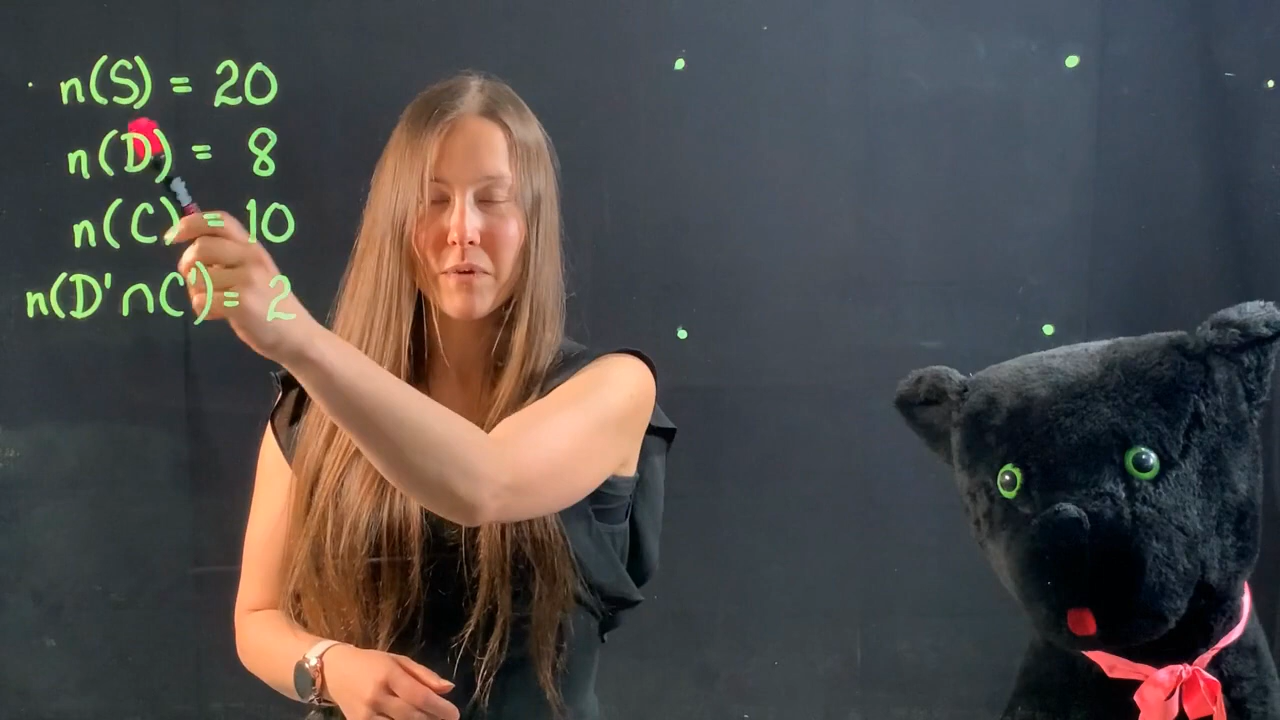 n(S) = 20
n(D) = 8
n(C) = 10
n(D'∩C') = 2